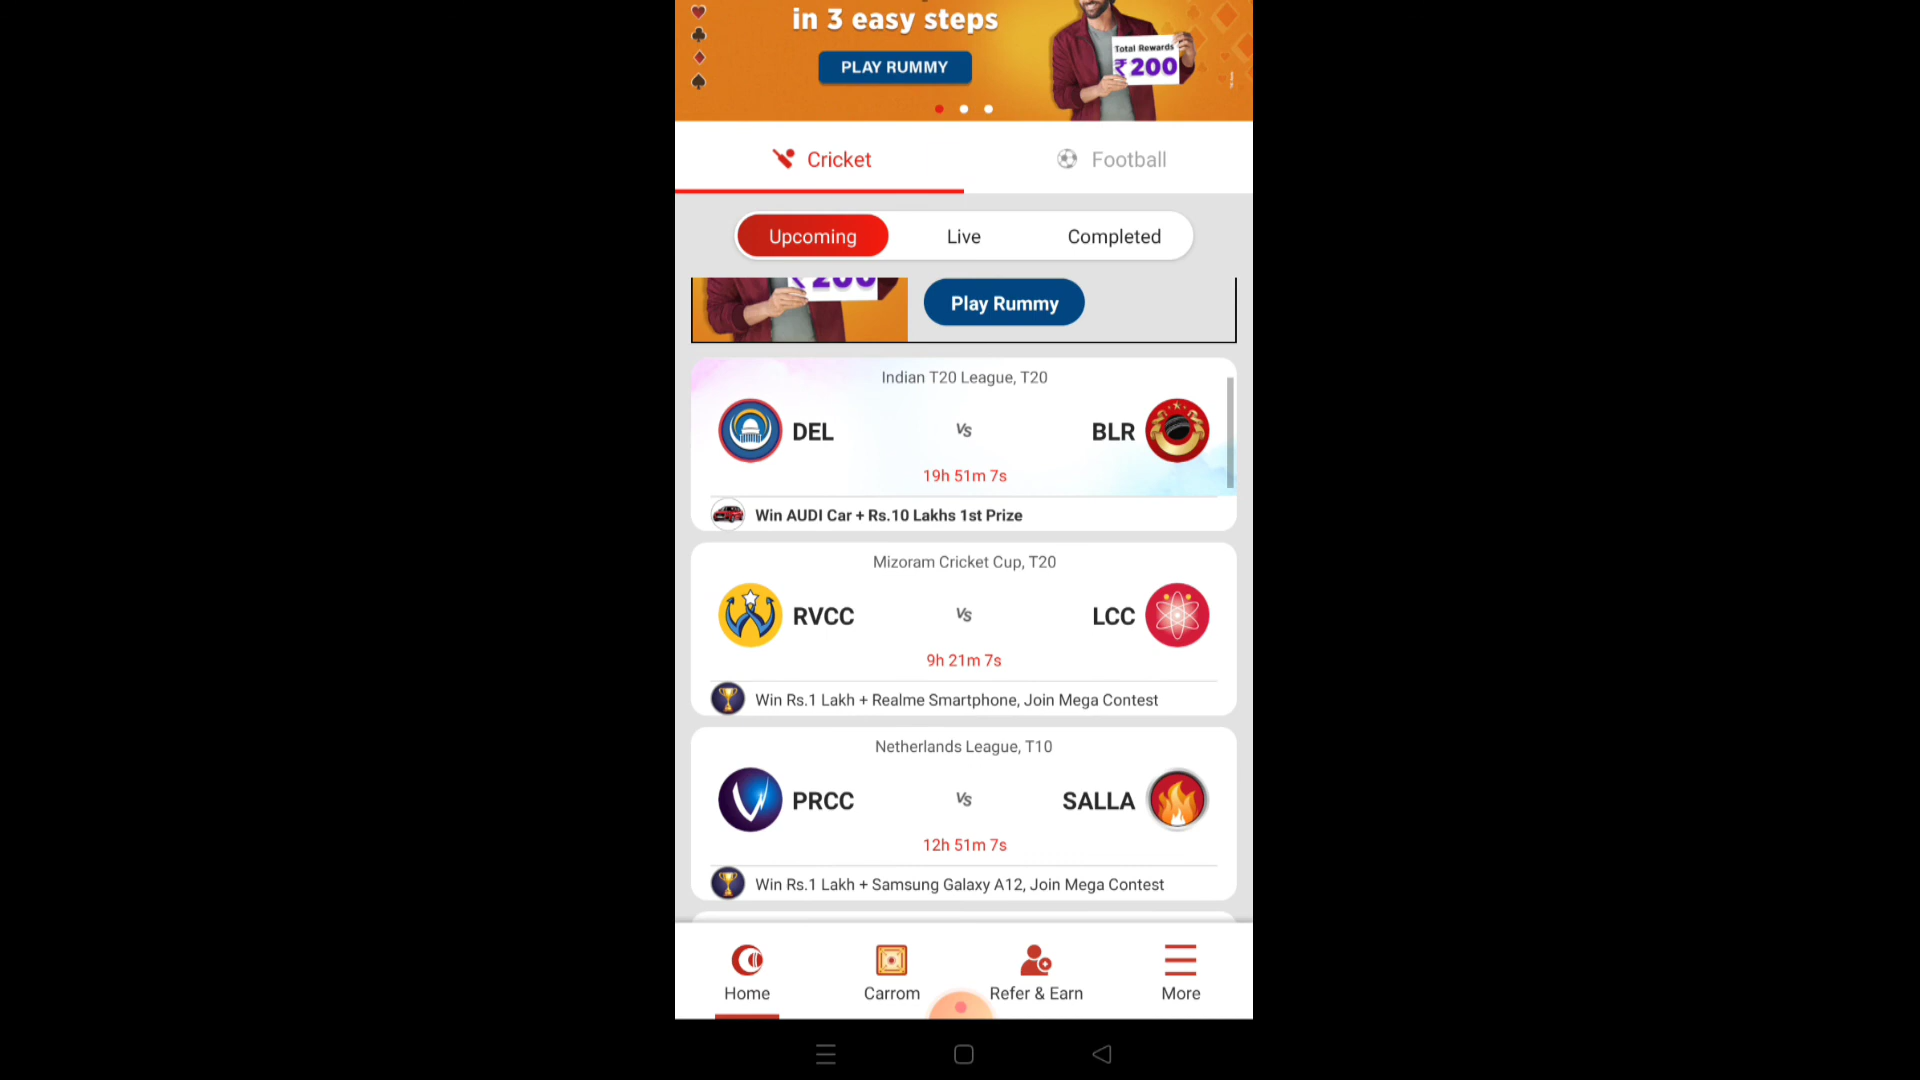 in 3 easy steps
PLAY RUMMY
Total Rewards
₹200
Cricket
Football
Upcoming
Live
Completed
₹200
Play Rummy
Indian T20 League, T20
DEL
Vs
BLR
19h 51m 7s
Win AUDI Car + Rs.10 Lakhs 1st Prize
Mizoram Cricket Cup, T20
RVCC
Vs
LCC
9h 21m 7s
Win Rs.1 Lakh + Realme Smartphone, Join Mega Contest
Netherlands League, T10
PRCC
Vs
SALLA
12h 51m 7s
Win Rs.1 Lakh + Samsung Galaxy A12, Join Mega Contest
Home
Carrom
Refer & Earn
More